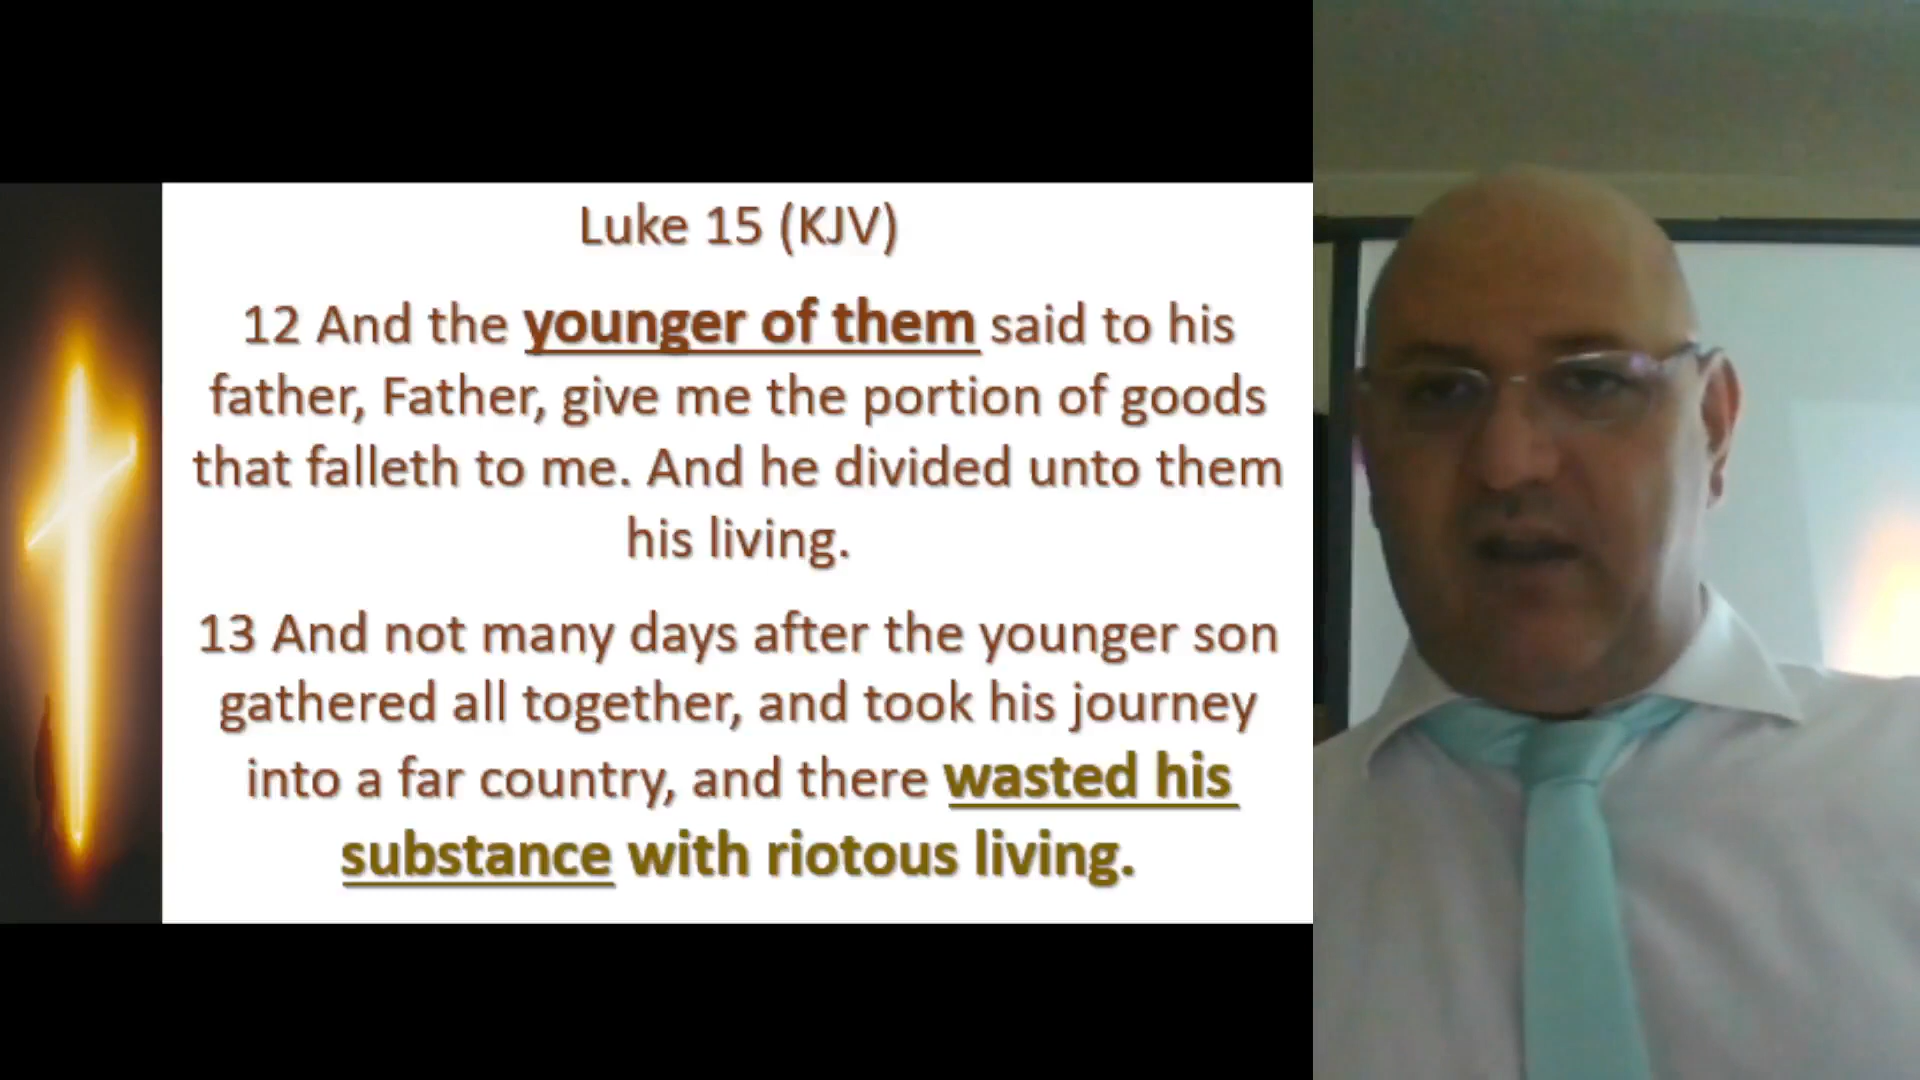 Luke 15 (KJV)
12 And the younger of them said to his
father, Father, give me the portion of goods
that falleth to me. And he divided unto them
his living.
13 And not many days after the younger son
gathered all together, and took his journey
into a far country, and there wasted his
substance with riotous living.